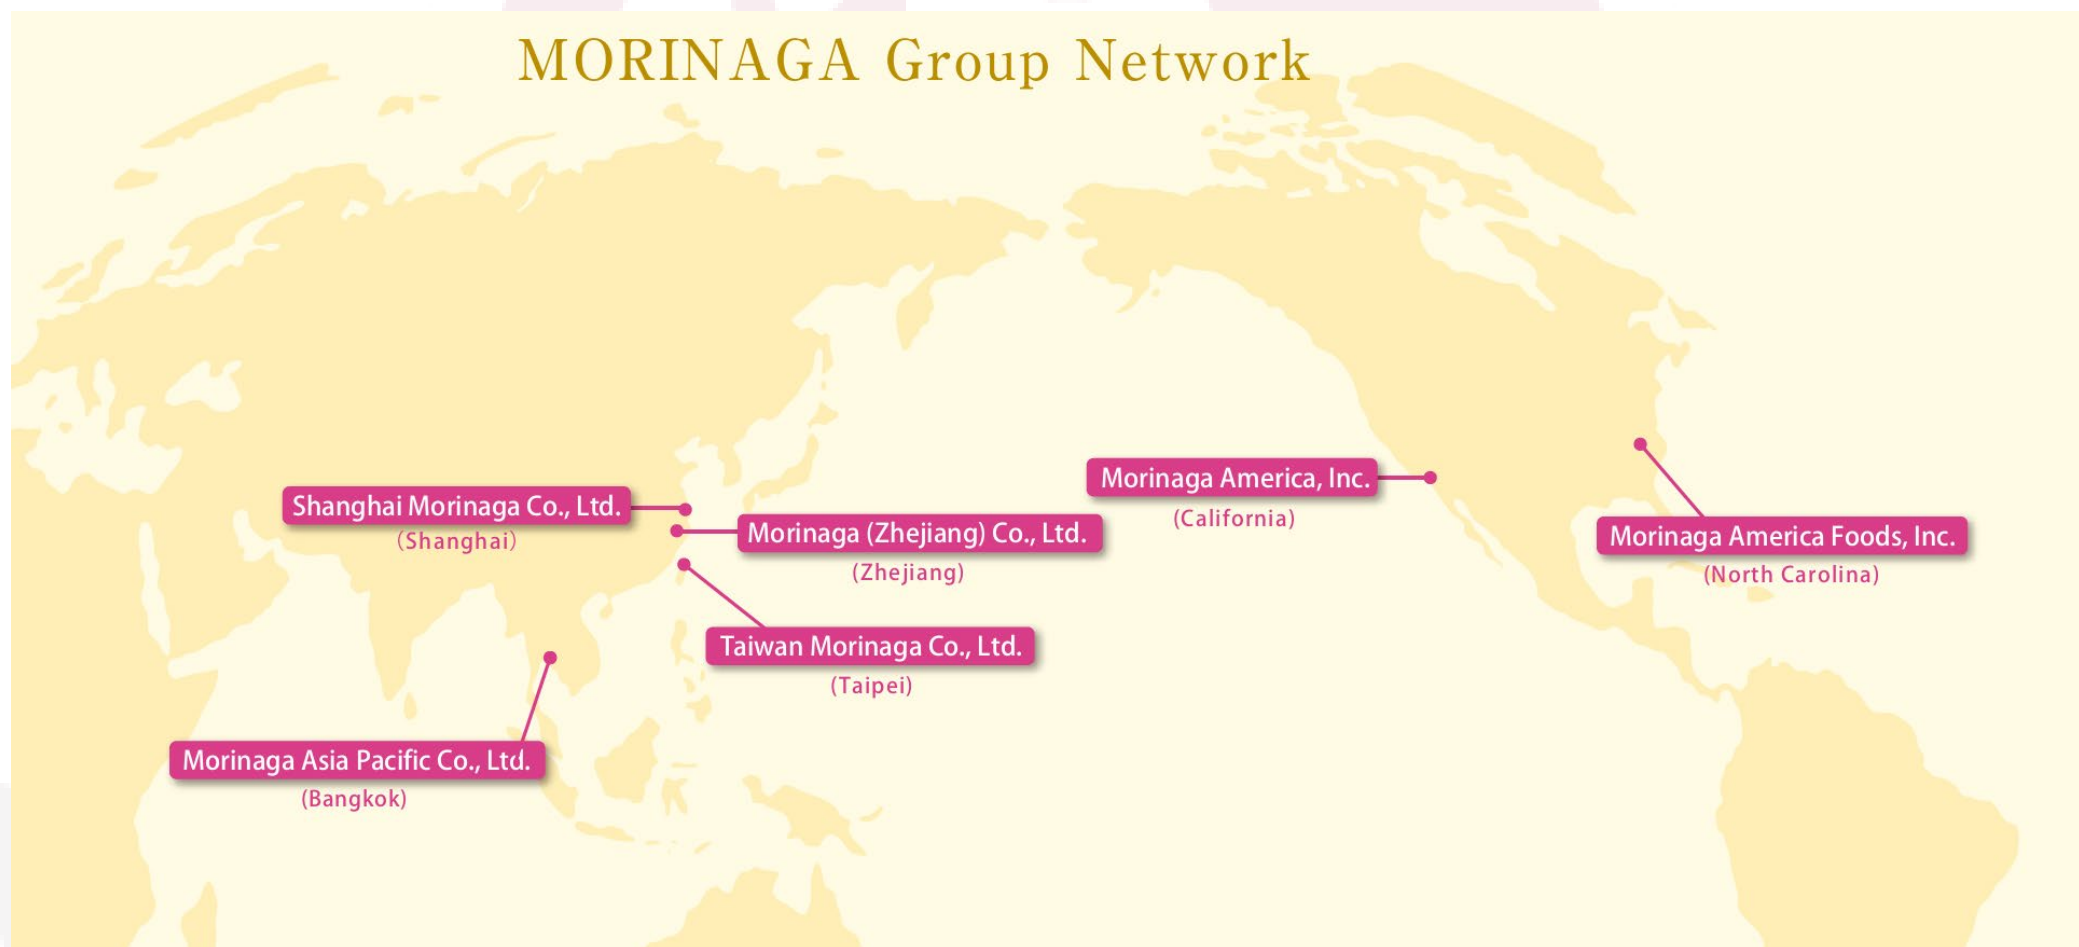 MORINAGA Group Network
Shanghai Morinaga Co., Ltd.
(Shanghai)
Morinaga (Zhejiang) Co., Ltd.
(Zhejiang)
Taiwan Morinaga Co., Ltd.
(Taipei)
Morinaga Asia Pacific Co., Ltd.
(Bangkok)
Morinaga America, Inc.
(California)
Morinaga America Foods, Inc.
(North Carolina)